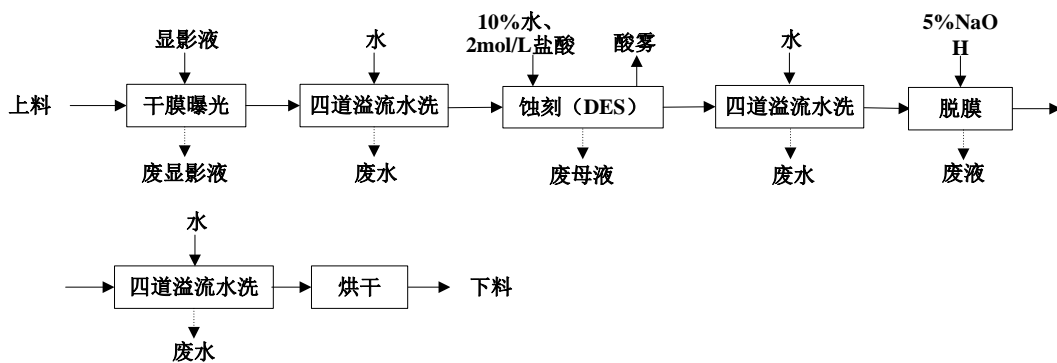 10%水、
5%NaO
显影液
水
2mol/L盐酸
酸雾
水
H
上料
干膜曝光
四道溢流水洗
蚀刻（DES）
四道溢流水洗
脱膜
废显影液
废水
废母液
废水
废液
水
四道溢流水洗
烘干
下料
废水